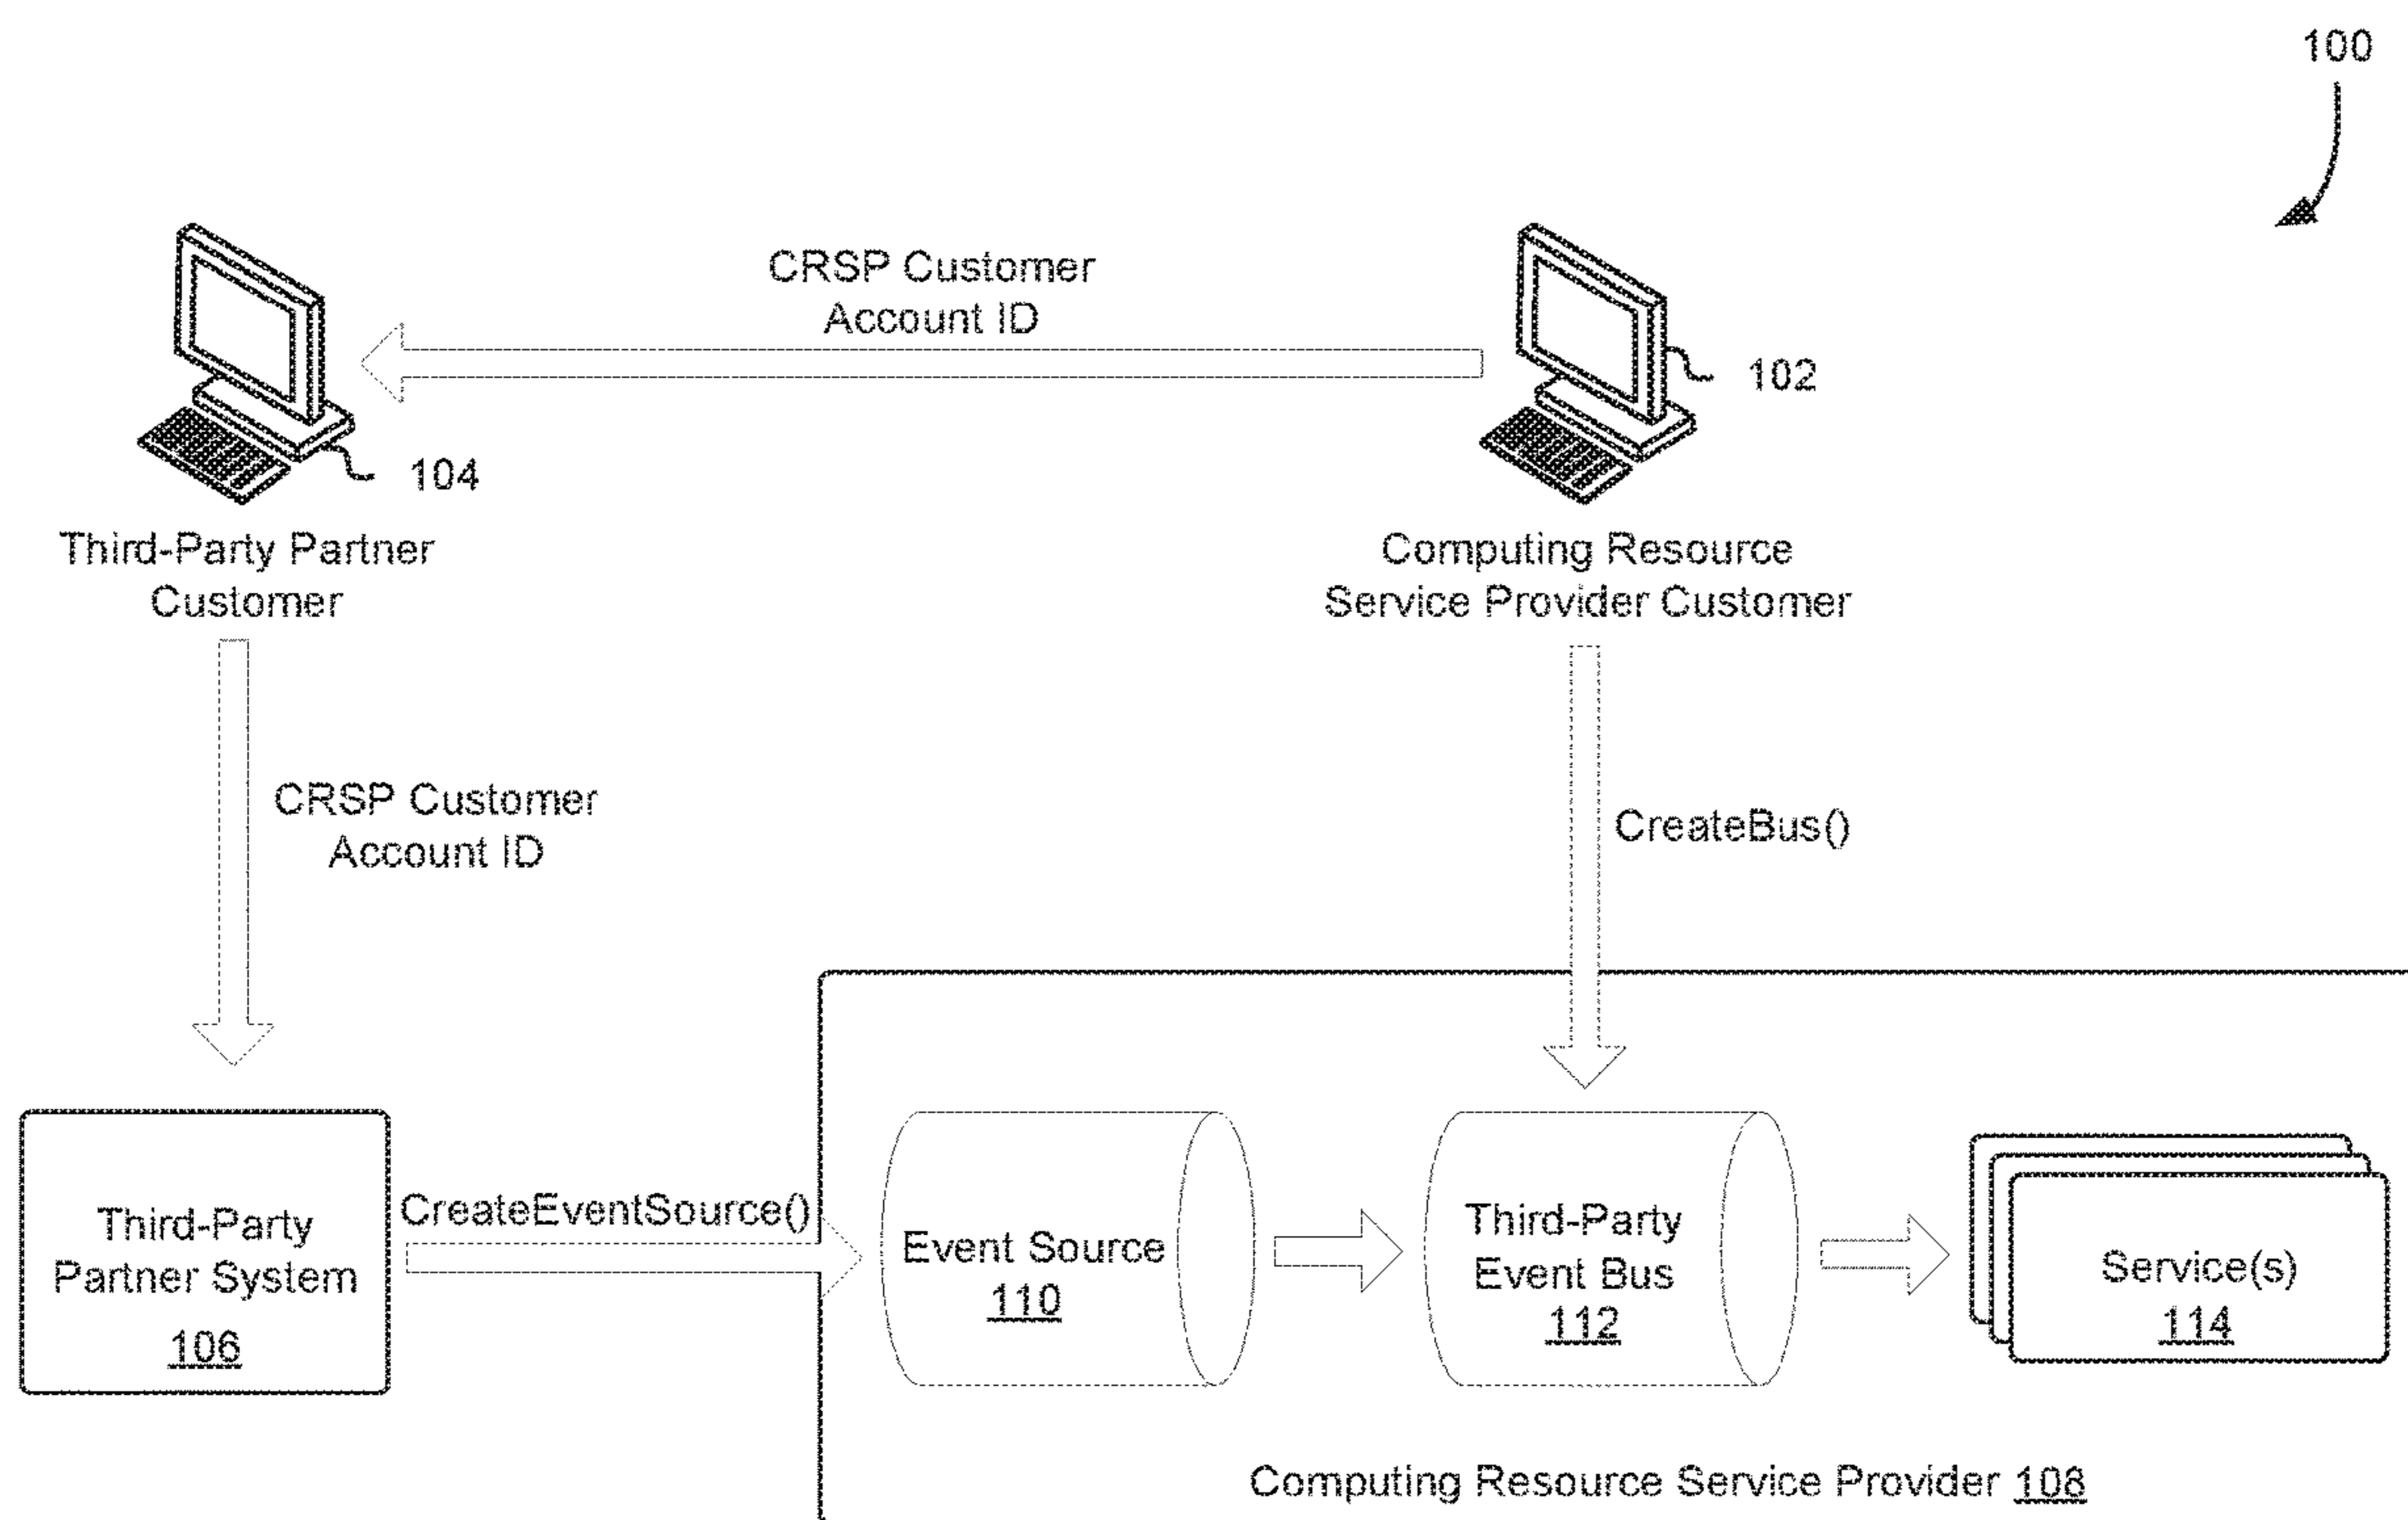 100
CRSP Customer
Account ID
102
104
Third-Party Partner
Customer
Computing Resource
Service Provider Customer
CRSP Customer
Account ID
CreateBus()
Third-Party
Partner System
106
CreateEventSource()
Event Source
110
Third-Party
Event Bus
112
Service(s)
114
Computing Resource Service Provider 108